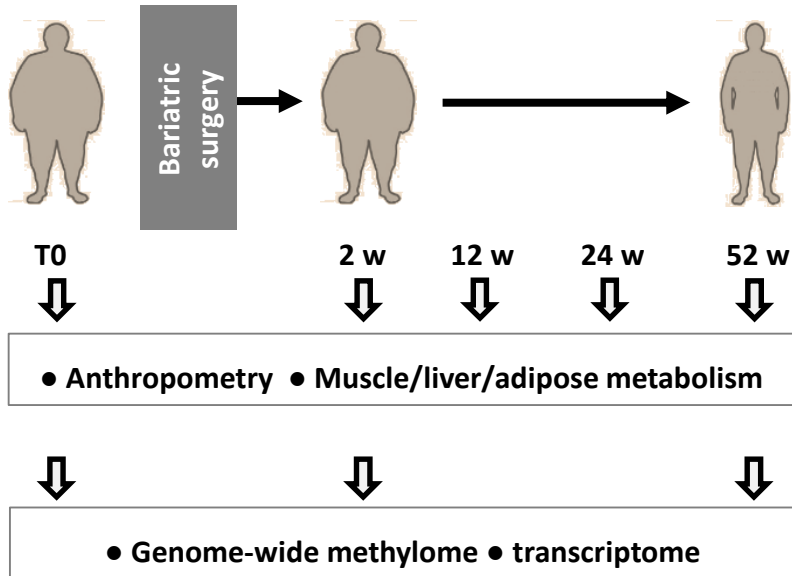 Bariatric
surgery
T0 2 w 12 w 24 w 52 w
● Anthropometry ● Muscle/liver/adipose metabolism
● Genome-wide methylome ● transcriptome